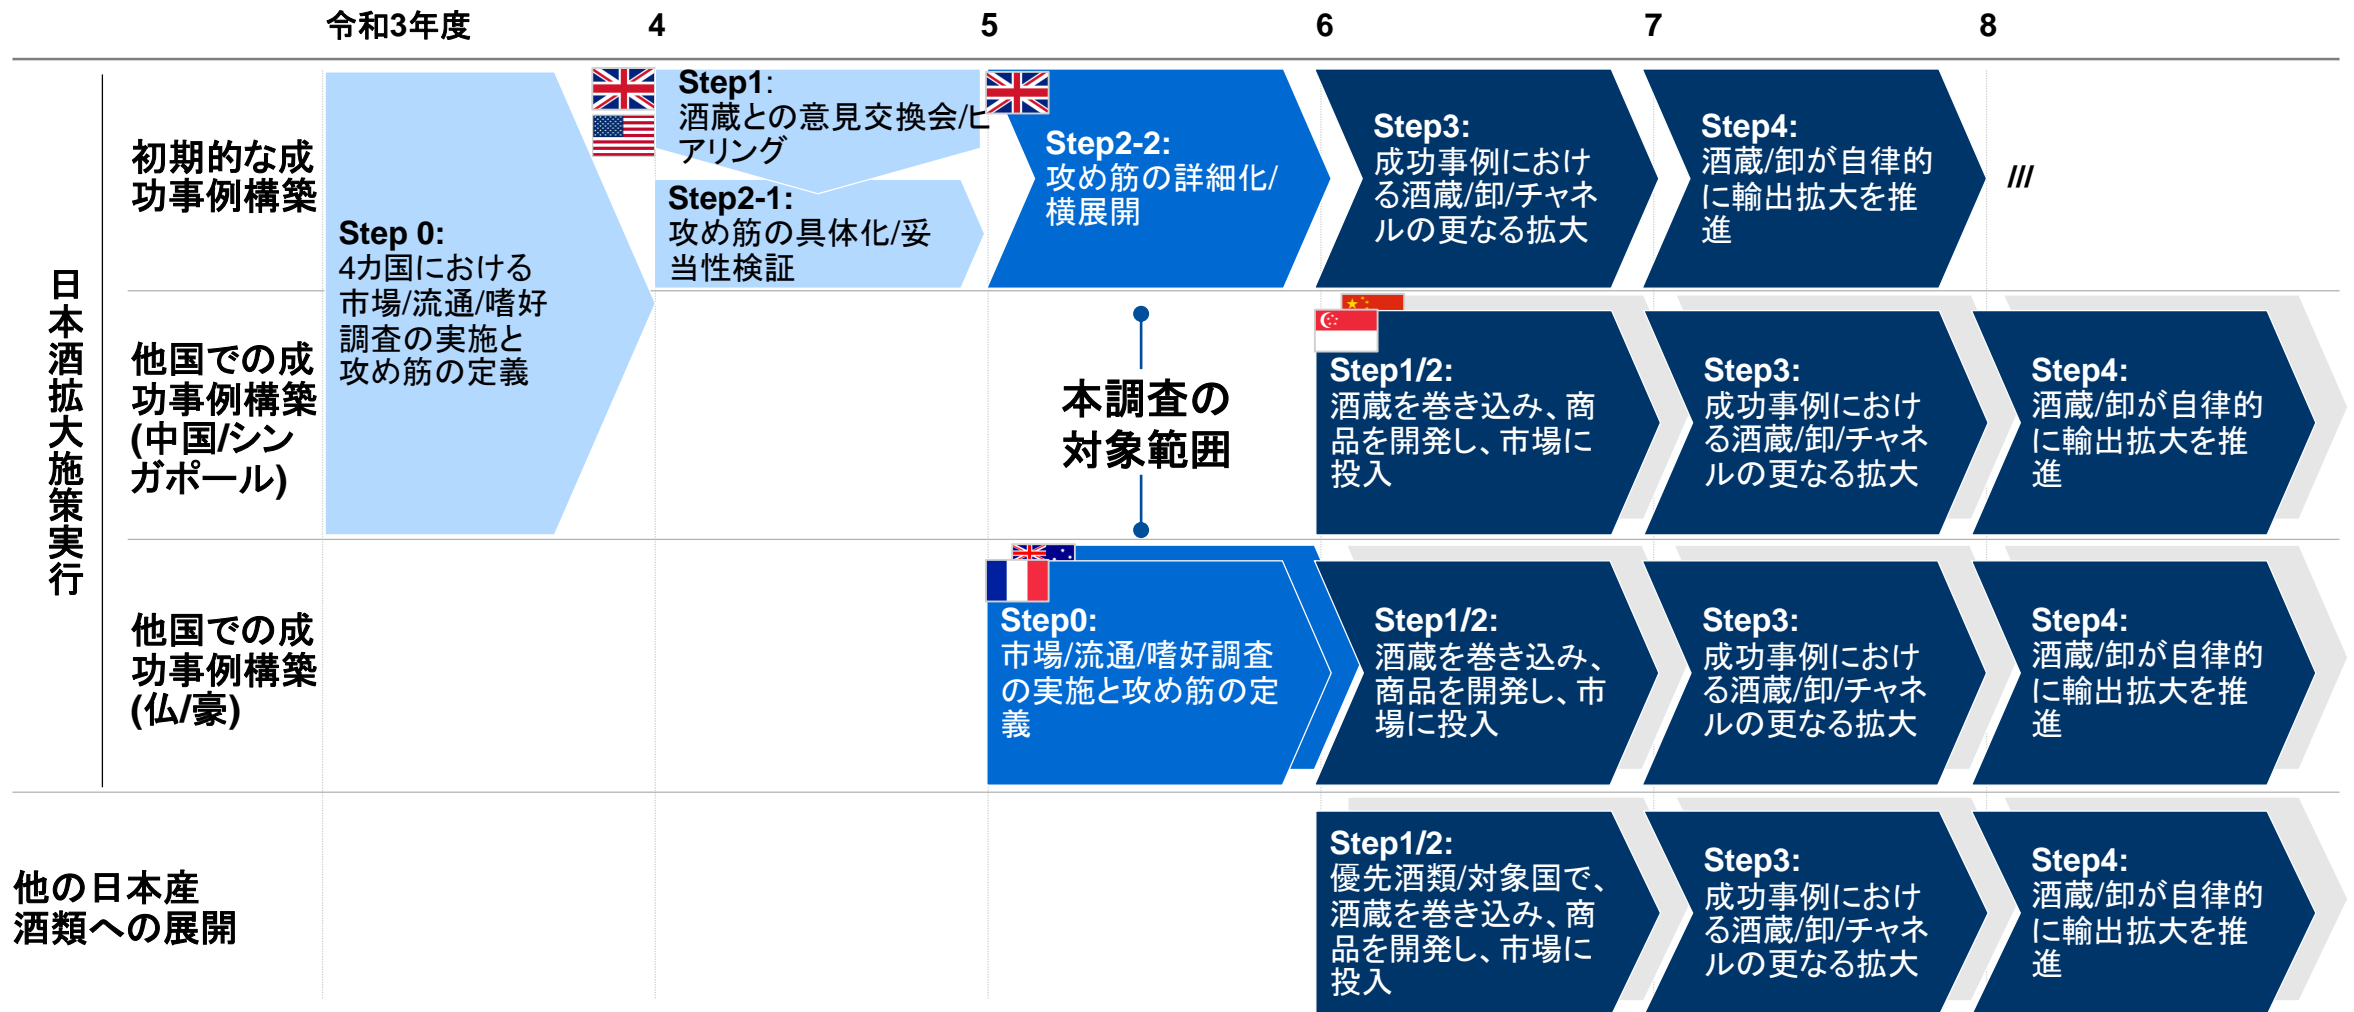 令和3年度 4 5 6 7 8
日本酒拡大施策実行
初期的な成
功事例構築
Step 0:
4カ国における
市場/流通/嗜好
調査の実施と
攻め筋の定義
Step1:
酒蔵との意見交換会/ヒ
アリング
Step2-1:
攻め筋の具体化/妥
当性検証
Step2-2:
攻め筋の詳細化/
横展開
Step3:
成功事例におけ
る酒蔵/卸/チャネ
ルの更なる拡大
Step4:
酒蔵/卸が自律的
に輸出拡大を推
進
///
他国での成
功事例構築
(中国/シン
ガポール)
本調査の
対象範囲
Step1/2:
酒蔵を巻き込み、商
品を開発し、市場に
投入
Step3:
成功事例におけ
る酒蔵/卸/チャネ
ルの更なる拡大
Step4:
酒蔵/卸が自律的
に輸出拡大を推
進
他国での成
功事例構築
(仏/豪)
Step0:
市場/流通/嗜好調査
の実施と攻め筋の定
義
Step1/2:
酒蔵を巻き込み、
商品を開発し、市
場に投入
Step3:
成功事例におけ
る酒蔵/卸/チャネ
ルの更なる拡大
Step4:
酒蔵/卸が自律的
に輸出拡大を推
進
他の日本産
酒類への展開
Step1/2:
優先酒類/対象国で、
酒蔵を巻き込み、商
品を開発し、市場に
投入
Step3:
成功事例におけ
る酒蔵/卸/チャネ
ルの更なる拡大
Step4:
酒蔵/卸が自律的
に輸出拡大を推
進